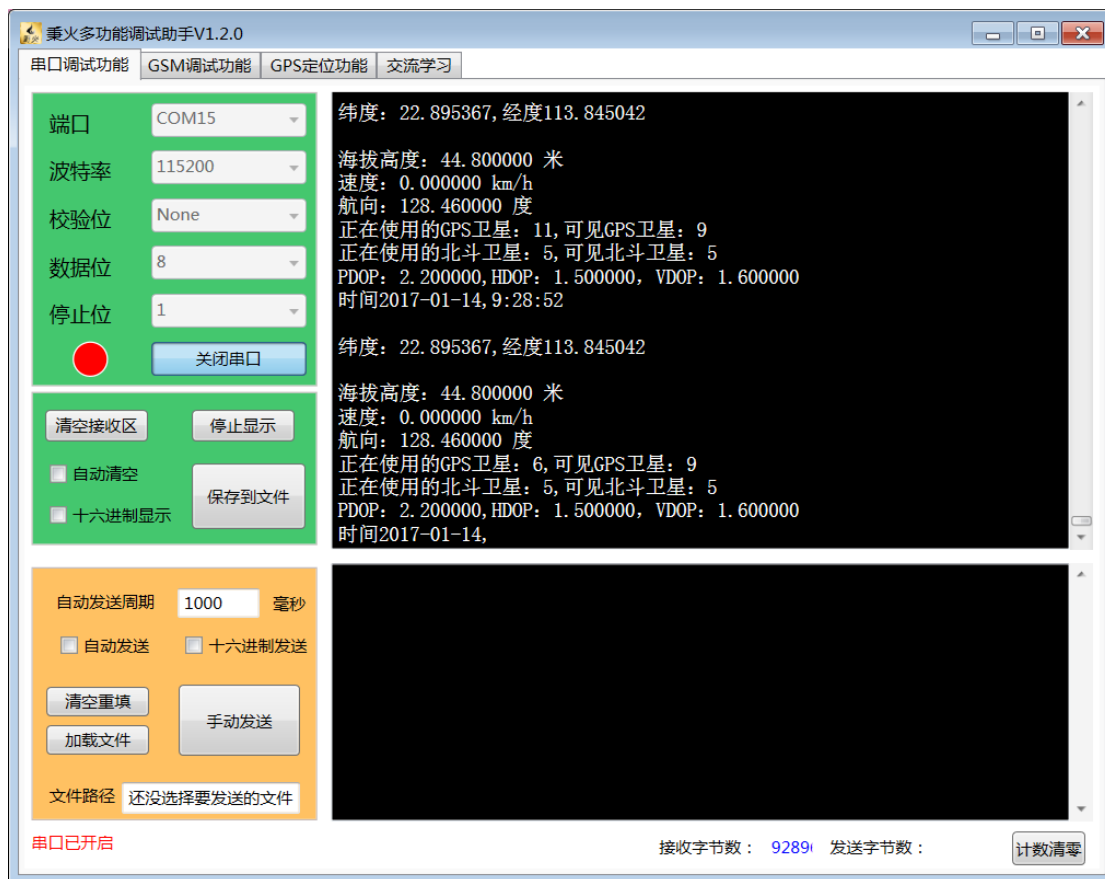 秉火多功能调试助手V1.2.0
串口调试功能 GSM调试功能 GPS定位功能 交流学习
端口 COM15
波特率 115200
校验位 None
数据位 8
停止位 1
关闭串口
清空接收区 停止显示
自动清空
保存到文件
十六进制显示
纬度：22.895367,经度113.845042
海拔高度：44.800000 米
速度：0.000000 km/h
航向：128.460000 度
正在使用的GPS卫星：11,可见GPS卫星：9
正在使用的北斗卫星：5,可见北斗卫星：5
PDOP：2.200000,HDOP：1.500000，VDOP：1.600000
时间2017-01-14,9:28:52
纬度：22.895367,经度113.845042
海拔高度：44.800000 米
速度：0.000000 km/h
航向：128.460000 度
正在使用的GPS卫星：6,可见GPS卫星：9
正在使用的北斗卫星：5,可见北斗卫星：5
PDOP：2.200000,HDOP：1.500000，VDOP：1.600000
时间2017-01-14,
自动发送周期 1000 毫秒
自动发送 十六进制发送
清空重填
手动发送
加载文件
文件路径 还没选择要发送的文件
串口已开启
接收字节数： 9289 发送字节数：
计数清零